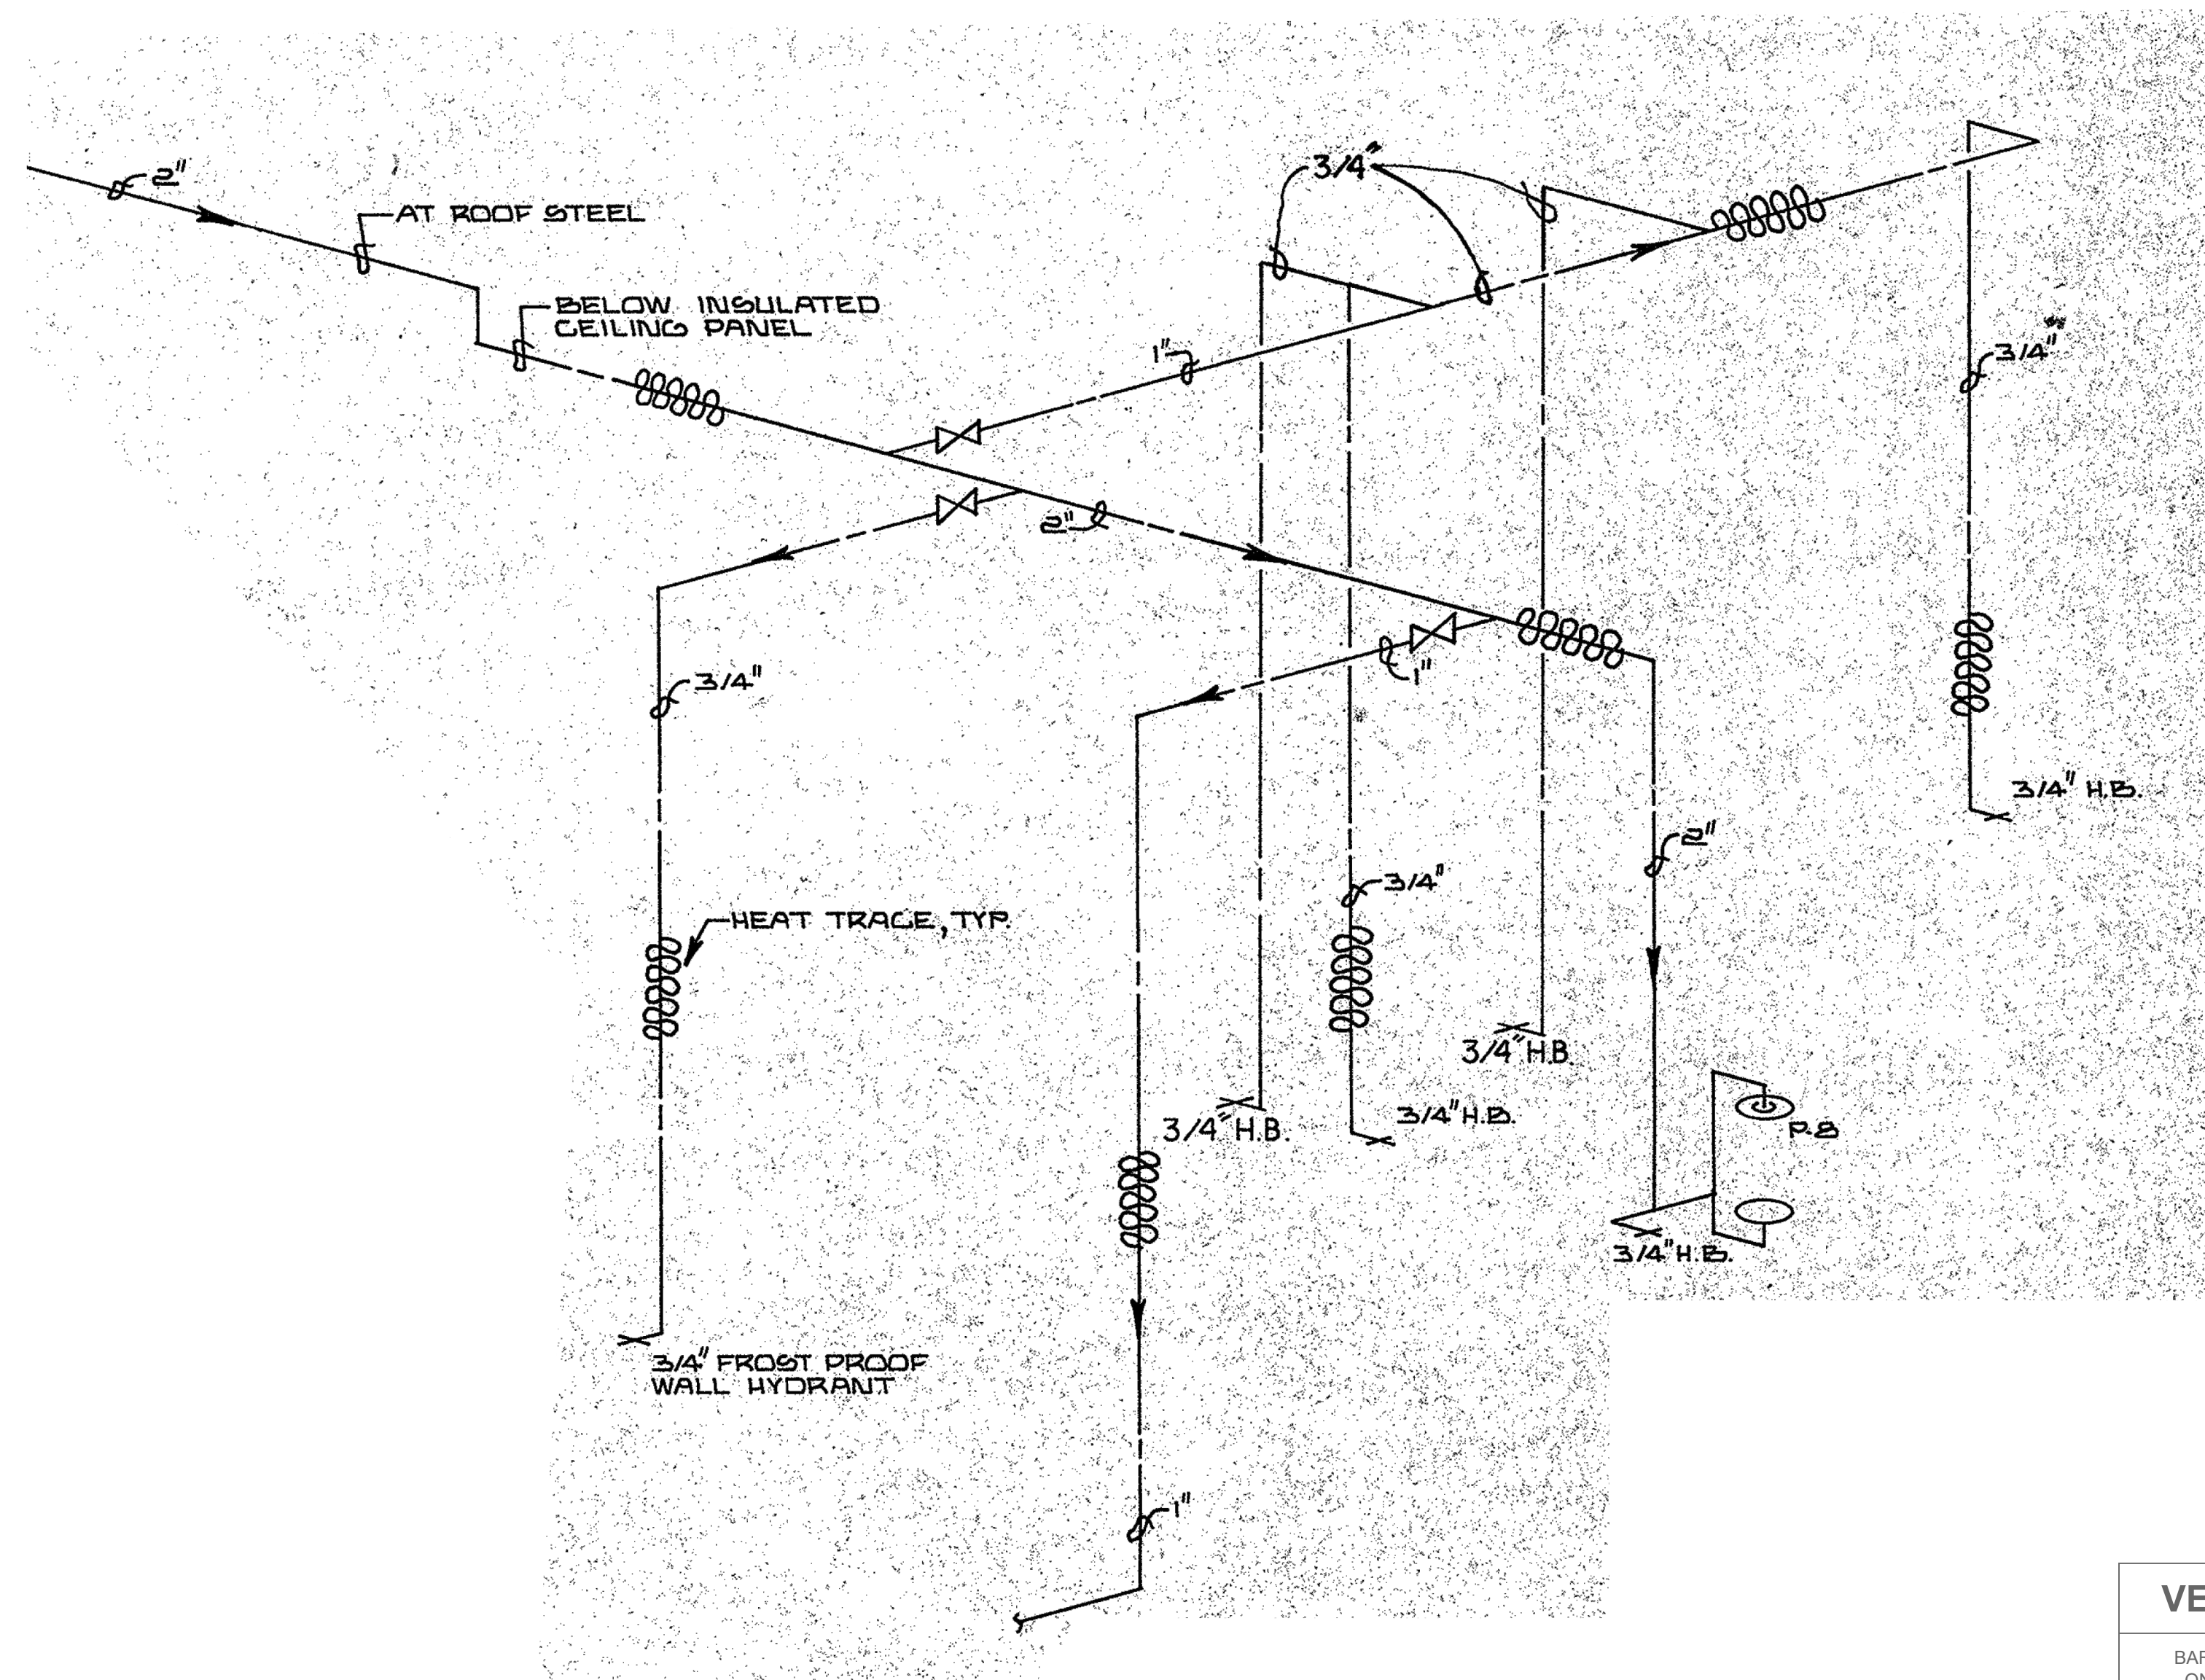 2"
AT ROOF STEEL
BELOW INSULATED
CEILING PANEL
3/4"
1"
3/4"
2"
3/4"
1"
3/4" H.B.
2"
3/4"
HEAT TRACE, TYP.
3/4" H.B.
3/4" H.B.
3/4" H.B.
P-8
3/4" H.B.
3/4" FROST PROOF
WALL HYDRANT
1"
VE
BAR
ON